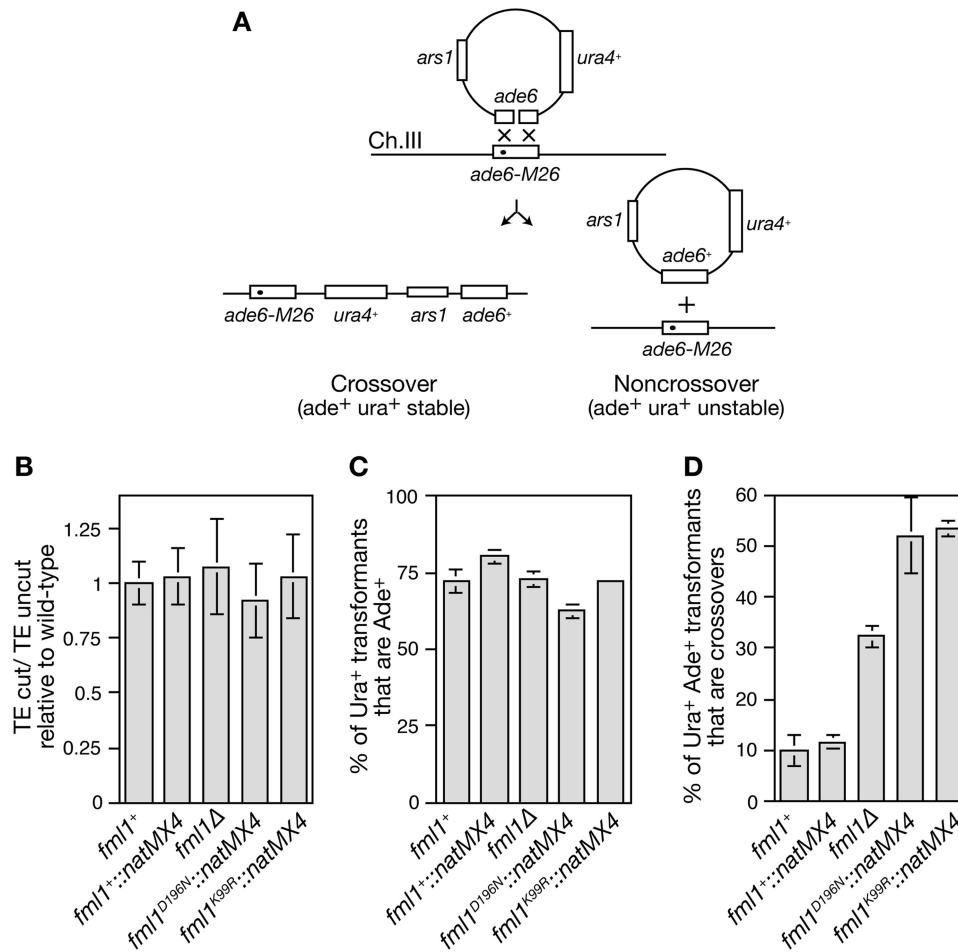 A
ars1
ura4+
ade6
Ch.III
ade6-M26
ars1
ura4+
ade6+
+
ade6-M26
ura4+
ars1
ade6+
ade6-M26
Crossover
(ade+ ura+ stable)
Noncrossover
(ade+ ura+ unstable)
B
TE cut/ TE uncut
relative to wild-type
1.25
1
0.75
0.5
0.25
0
fml1+
fml1+::natMX4
fml1Δ
fml1D196N::natMX4
fml1K99R::natMX4
C
% of Ura+ transformants
that are Ade+
100
75
50
25
0
fml1+
fml1+::natMX4
fml1Δ
fml1D196N::natMX4
fml1K99R::natMX4
D
% of Ura+ Ade+ transformants
that are crossovers
60
50
40
30
20
10
0
fml1+
fml1+::natMX4
fml1Δ
fml1D196N::natMX4
fml1K99R::natMX4